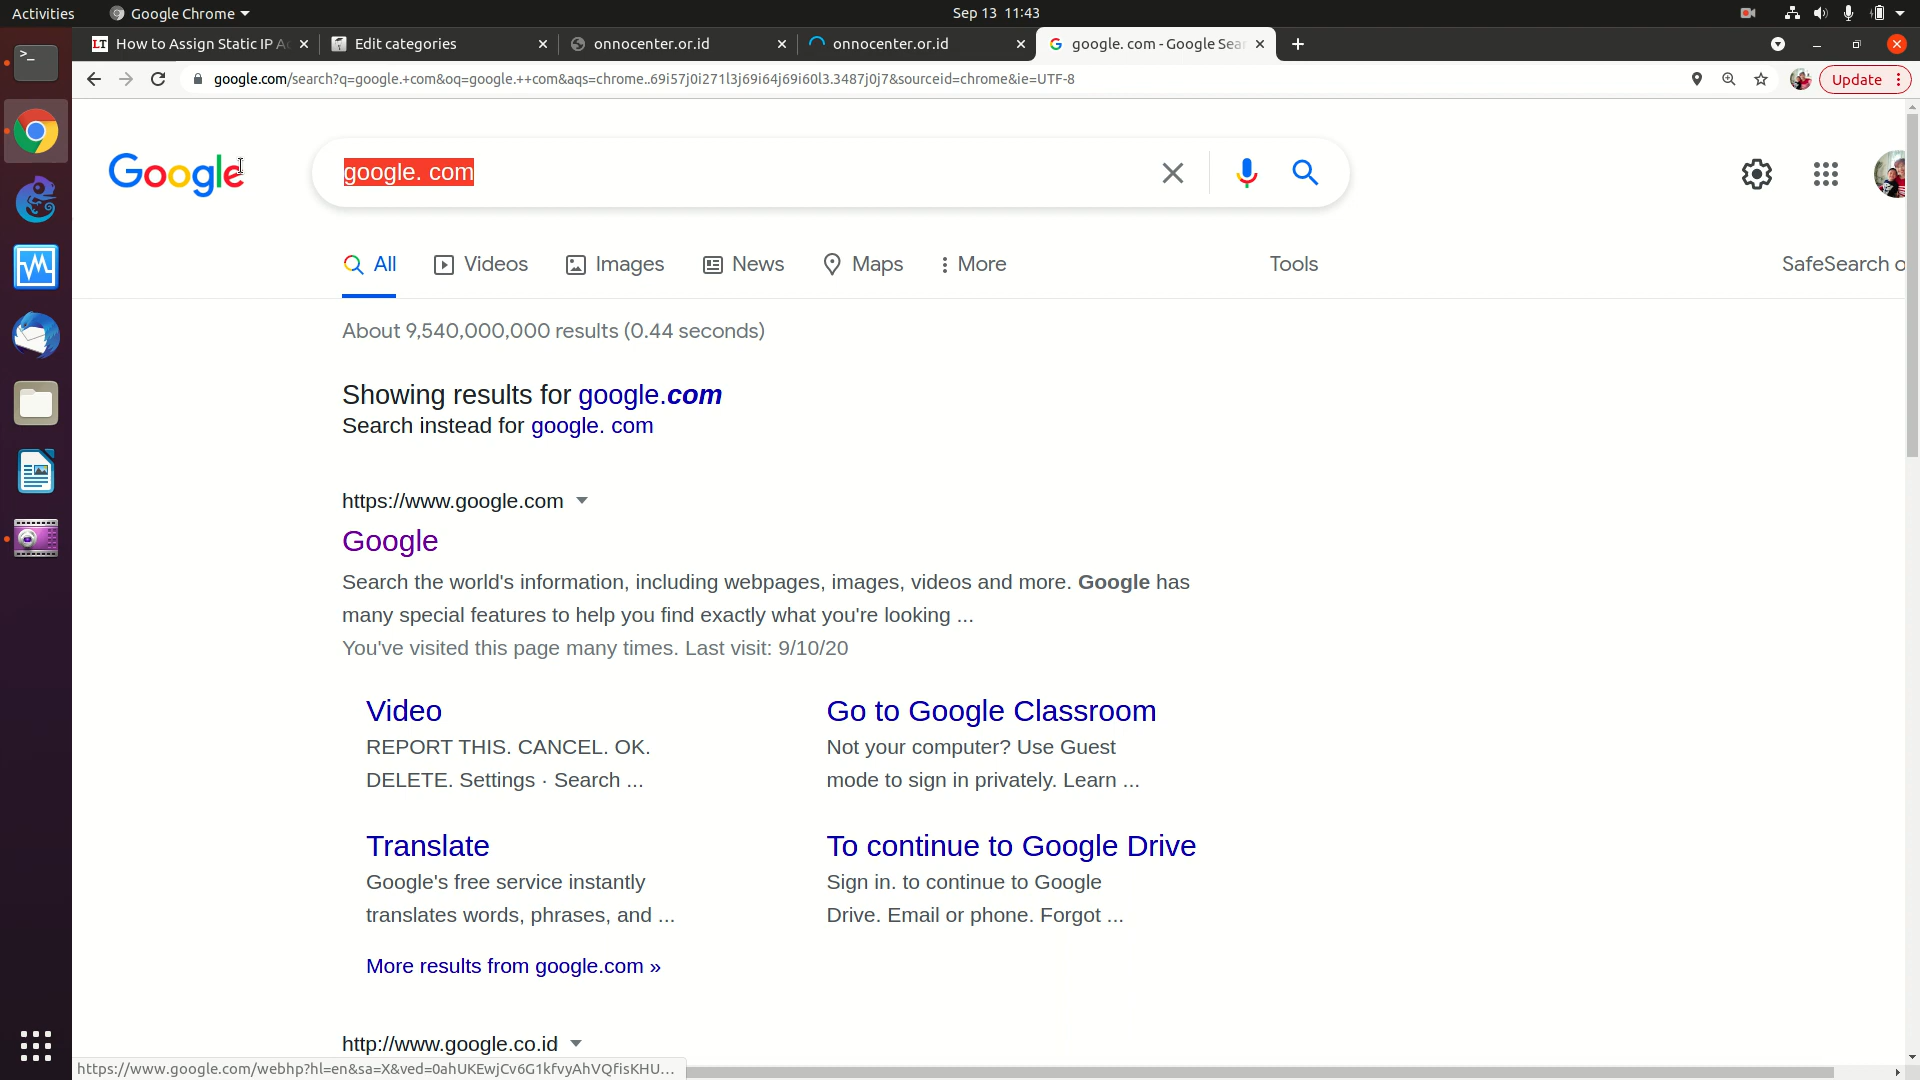 Activities
Google Chrome
Sep 13 11:43
LT How to Assign Static IP A
Edit categories
onnocenter.or.id
onnocenter.or.id
google. com - Google Sear
google.com/search?q=google.+com&oq=google.++com&aqs=chrome..69i57j0i271l3j69i64j69i60l3.3487j0j7&sourceid=chrome&ie=UTF-8
Update
Google
google. com
All
Videos
Images
News
Maps
More
Tools
SafeSearch o
About 9,540,000,000 results (0.44 seconds)
Showing results for google.com
Search instead for google. com
https://www.google.com
Google
Search the world's information, including webpages, images, videos and more. Google has
many special features to help you find exactly what you're looking ...
You've visited this page many times. Last visit: 9/10/20
Video
REPORT THIS. CANCEL. OK.
DELETE. Settings · Search ...
Go to Google Classroom
Not your computer? Use Guest
mode to sign in privately. Learn ...
Translate
Google's free service instantly
translates words, phrases, and ...
To continue to Google Drive
Sign in. to continue to Google
Drive. Email or phone. Forgot ...
More results from google.com »
http://www.google.co.id
https://www.google.com/webhp?hl=en&sa=X&ved=0ahUKEwjCv6G1kfvyAhVQfisKHU...